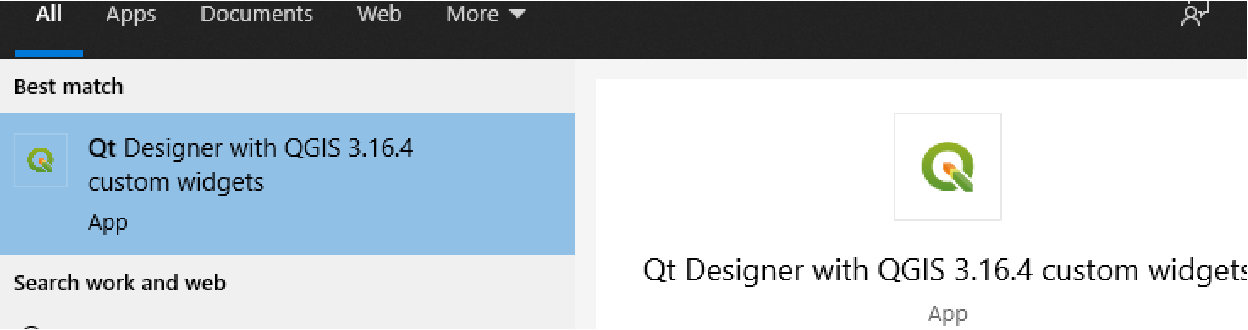 All Apps Documents Web More
Best match
Qt Designer with QGIS 3.16.4
custom widgets
App
Search work and web
Qt Designer with QGIS 3.16.4 custom widgets
App